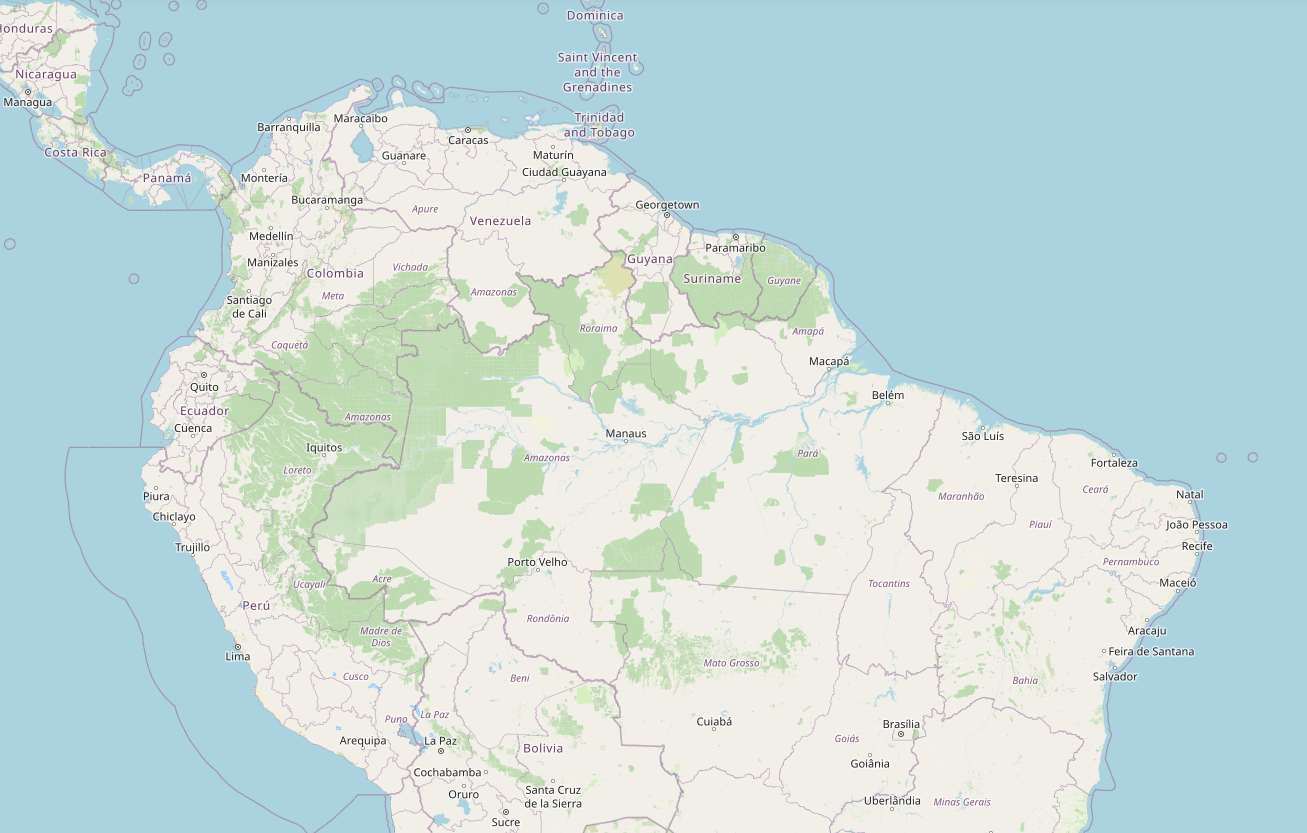 Dominica
Honduras
Saint Vincent
and the
Grenadines
Nicaragua
Managua
Trinidad
and Tobago
Barranquilla
Maracaibo
Caracas
Costa Rica
Guanare
Maturín
Ciudad Guayana
Panamá
Montería
Bucaramanga
Georgetown
Apure
Venezuela
Medellín
Paramaribo
Manizales
Colombia
Vichada
Guyana
Suriname
Guyane
Meta
Amazonas
Santiago
de Cali
Roraima
Amapá
Caquetá
Macapá
Quito
Belém
Ecuador
Amazonas
Cuenca
Manaus
São Luís
Iquitos
Amazonas
Pará
Loreto
Fortaleza
Teresina
Piura
Maranhão
Ceará
Natal
Chiclayo
Piauí
João Pessoa
Trujillo
Recife
Porto Velho
Pernambuco
Ucayali
Acre
Tocantins
Maceió
Perú
Rondônia
Madre de
Dios
Aracaju
Lima
Feira de Santana
Mato Grosso
Cusco
Beni
Bahia
Salvador
Puno
La Paz
Cuiabá
Brasília
Arequipa
La Paz
Bolivia
Goiás
Goiânia
Cochabamba
Oruro
Santa Cruz
de la Sierra
Uberlândia
Minas Gerais
Sucre